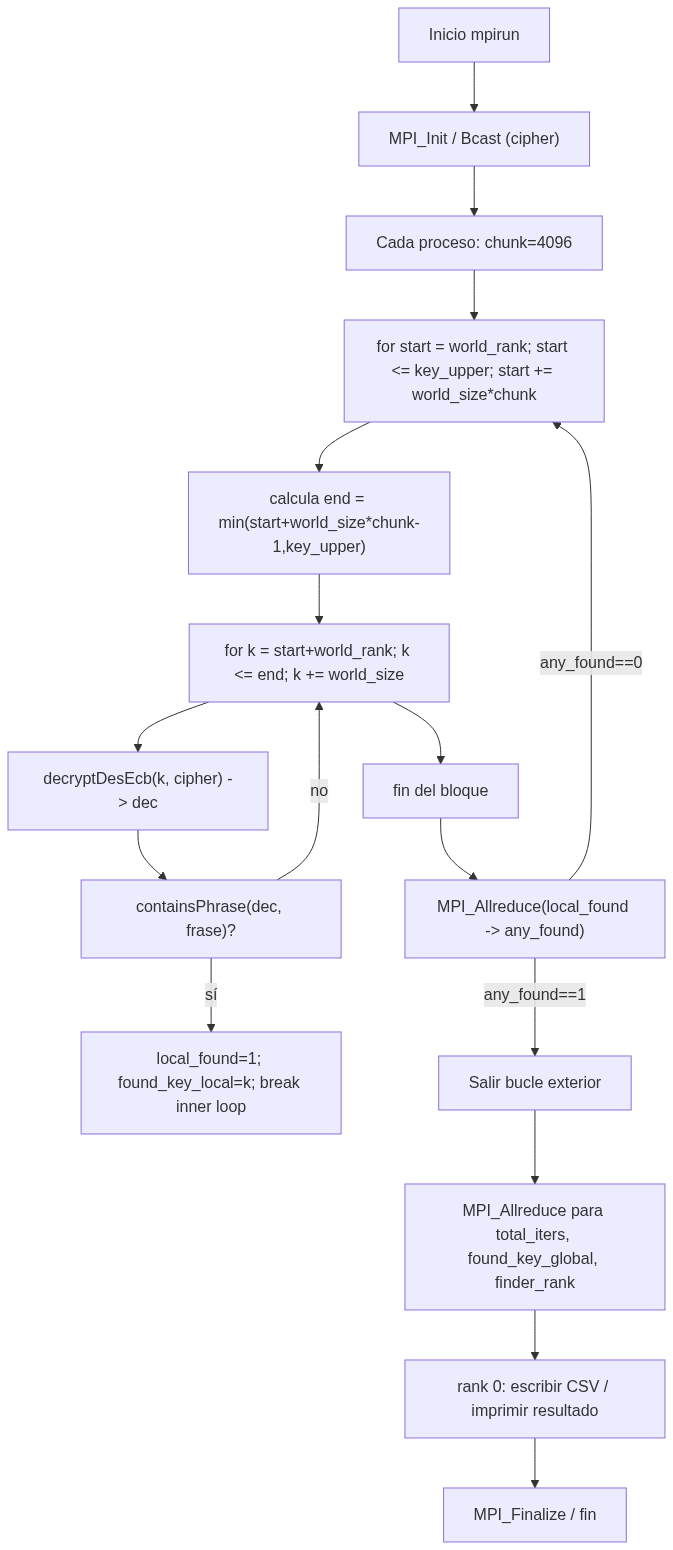 Inicio mpirun
MPI_Init / Bcast (cipher)
Cada proceso: chunk=4096
for start = world_rank; start
<= key_upper; start +=
world_size*chunk
calcula end =
min(start+world_size*chunk-
1,key_upper)
for k = start+world_rank; k
<= end; k += world_size
any_found==0
decryptDesEcb(k, cipher) -
> dec
no
fin del bloque
containsPhrase(dec,
frase)?
MPI_Allreduce(local_found
-> any_found)
sí
any_found==1
local_found=1;
found_key_local=k; break
inner loop
Salir bucle exterior
MPI_Allreduce para
total_iters,
found_key_global,
finder_rank
rank 0: escribir CSV /
imprimir resultado
MPI_Finalize / fin